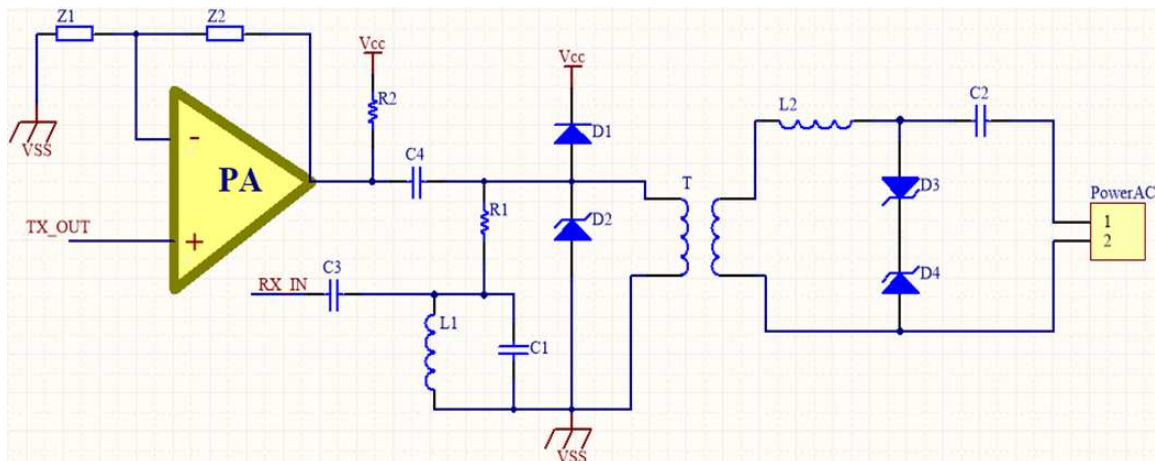 Z1
Z2
Vcc
Vcc
R2
L2
C2
D1
C4
VSS
-
PA
T
D3
PowerAC
R1
D2
1
TX_OUT
+
2
C3
RX_IN
D4
L1
C1
VSS